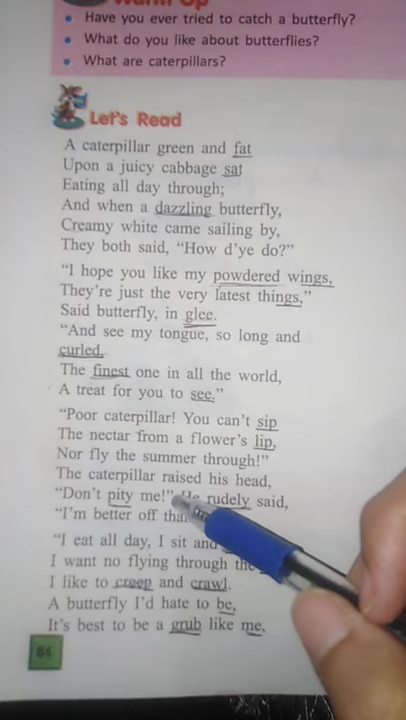 Warm Up
• Have you ever tried to catch a butterfly?
• What do you like about butterflies?
• What are caterpillars?
Let's Read
A caterpillar green and fat
Upon a juicy cabbage sat
Eating all day through;
And when a dazzling butterfly,
Creamy white came sailing by,
They both said, "How d'ye do?"
"I hope you like my powdered wings,
They're just the very latest things,"
Said butterfly, in glee.
"And see my tongue, so long and
curled,
The finest one in all the world,
A treat for you to see."
"Poor caterpillar! You can't sip
The nectar from a flower's lip,
Nor fly the summer through!"
The caterpillar raised his head,
"Don't pity me!" He rudely said,
"I'm better off than
"I eat all day, I sit and
I want no flying through the
I like to creep and crawl.
A butterfly I'd hate to be,
It's best to be a grub like me,
84